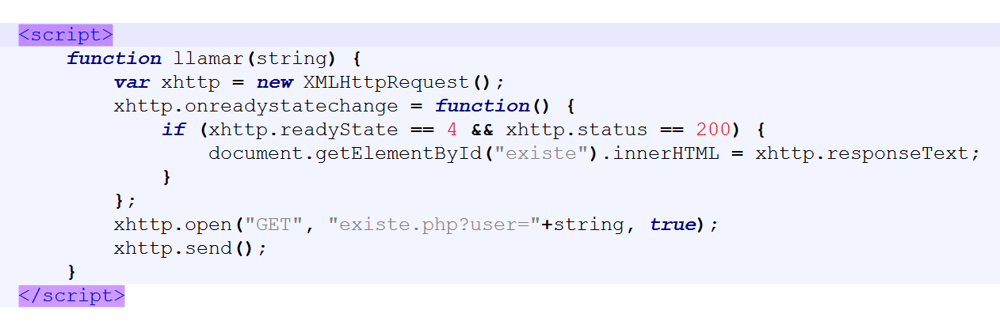 <script>
    function llamar(string) {
        var xhttp = new XMLHttpRequest();
        xhttp.onreadystatechange = function() {
            if (xhttp.readyState == 4 && xhttp.status == 200) {
                document.getElementById("existe").innerHTML = xhttp.responseText;
            }
        };
        xhttp.open("GET", "existe.php?user="+string, true);
        xhttp.send();
    }
</script>